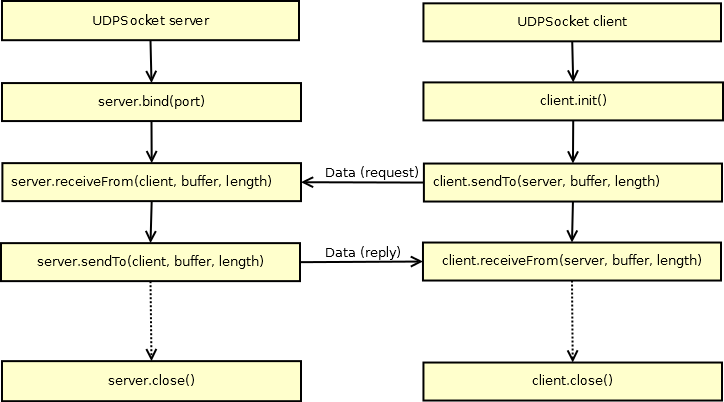 UDPSocket server
UDPSocket client
server.bind(port)
client.init()
server.receiveFrom(client, buffer, length)
Data (request)
client.sendTo(server, buffer, length)
server.sendTo(client, buffer, length)
Data (reply)
client.receiveFrom(server, buffer, length)
server.close()
client.close()